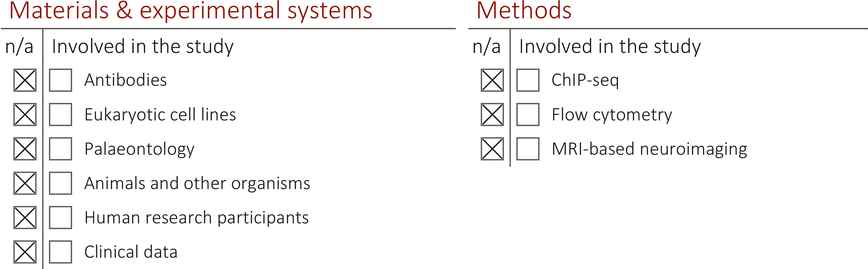 Materials & experimental systems
n/a Involved in the study
Antibodies
Eukaryotic cell lines
Palaeontology
Animals and other organisms
Human research participants
Clinical data
Methods
n/a Involved in the study
ChIP-seq
Flow cytometry
MRI-based neuroimaging